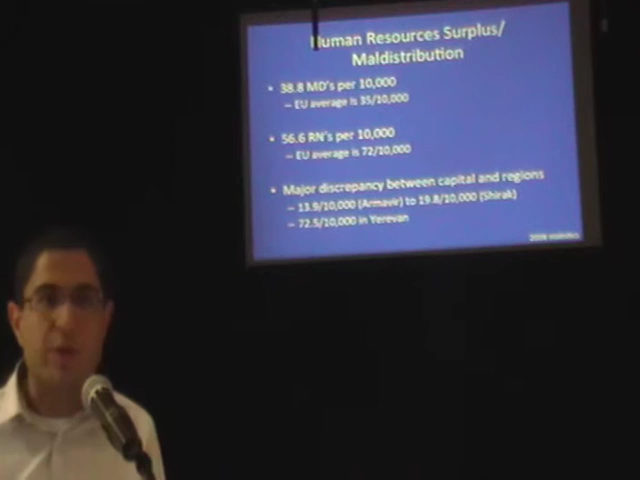 Human Resources Surplus/
Maldistribution
• 38.8 MD's per 10,000
– EU average is 35/10,000
• 56.6 RN's per 10,000
– EU average is 72/10,000
• Major discrepancy between capital and regions
– 13.9/10,000 (Armavir) to 19.8/10,000 (Shirak)
– 72.5/10,000 in Yerevan
statistics